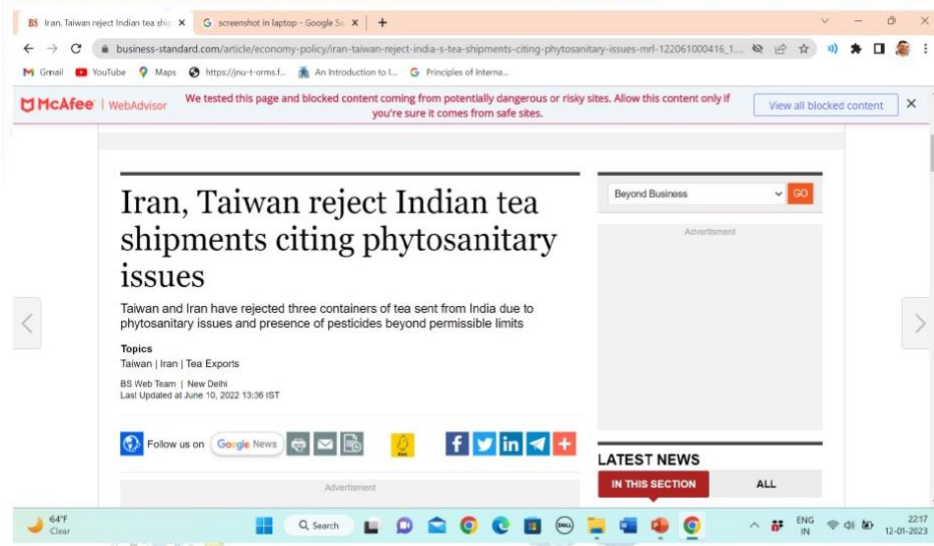 BS Iran, Taiwan reject Indian tea ship
screenshot in laptop - Google Se
business-standard.com/article/economy-policy/iran-taiwan-reject-india-s-tea-shipments-citing-phytosanitary-issues-mrl-122061000416_1...
Gmail YouTube Maps https://jnu-t-orms.f... An Introduction to I... Principles of Interna...
McAfee | WebAdvisor
We tested this page and blocked content coming from potentially dangerous or risky sites. Allow this content only if
you're sure it comes from safe sites.
View all blocked content
Iran, Taiwan reject Indian tea
shipments citing phytosanitary
issues
Taiwan and Iran have rejected three containers of tea sent from India due to
phytosanitary issues and presence of pesticides beyond permissible limits
Topics
Taiwan | Iran | Tea Exports
BS Web Team | New Delhi
Last Updated at June 10, 2022 13:36 IST
Follow us on Google News
Advertisment
Beyond Business GO
Advertisment
LATEST NEWS
IN THIS SECTION ALL
64°F
Clear
Search
DELL
ENG
IN
22:17
12-01-2023